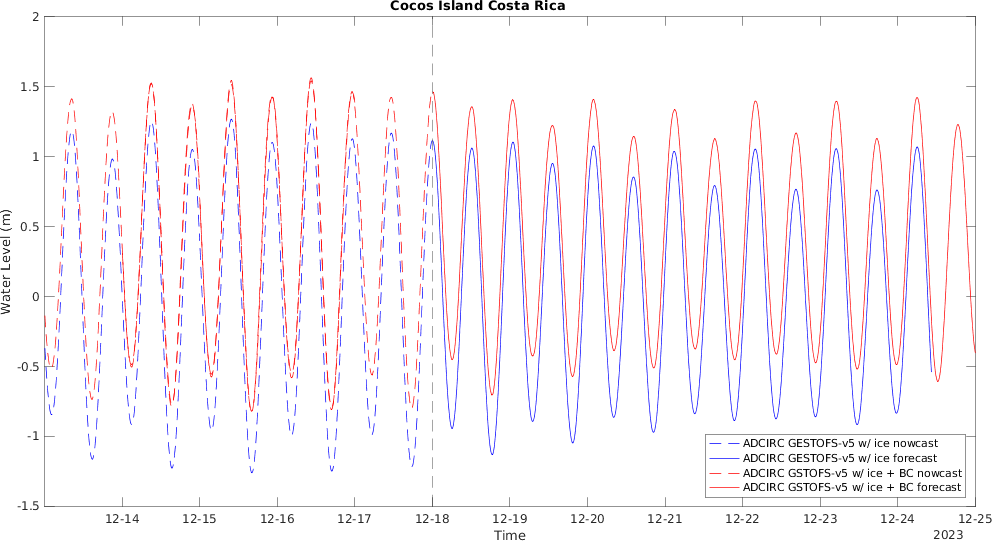 Cocos Island Costa Rica
2
1.5
1
0.5
0
-0.5
-1
-1.5
Water Level (m)
ADCIRC GESTOFS-v5 w/ ice nowcast
ADCIRC GESTOFS-v5 w/ ice forecast
ADCIRC GSTOFS-v5 w/ ice + BC nowcast
ADCIRC GSTOFS-v5 w/ ice + BC forecast
12-14 12-15 12-16 12-17 12-18 12-19 12-20 12-21 12-22 12-23 12-24 12-25
Time
2023